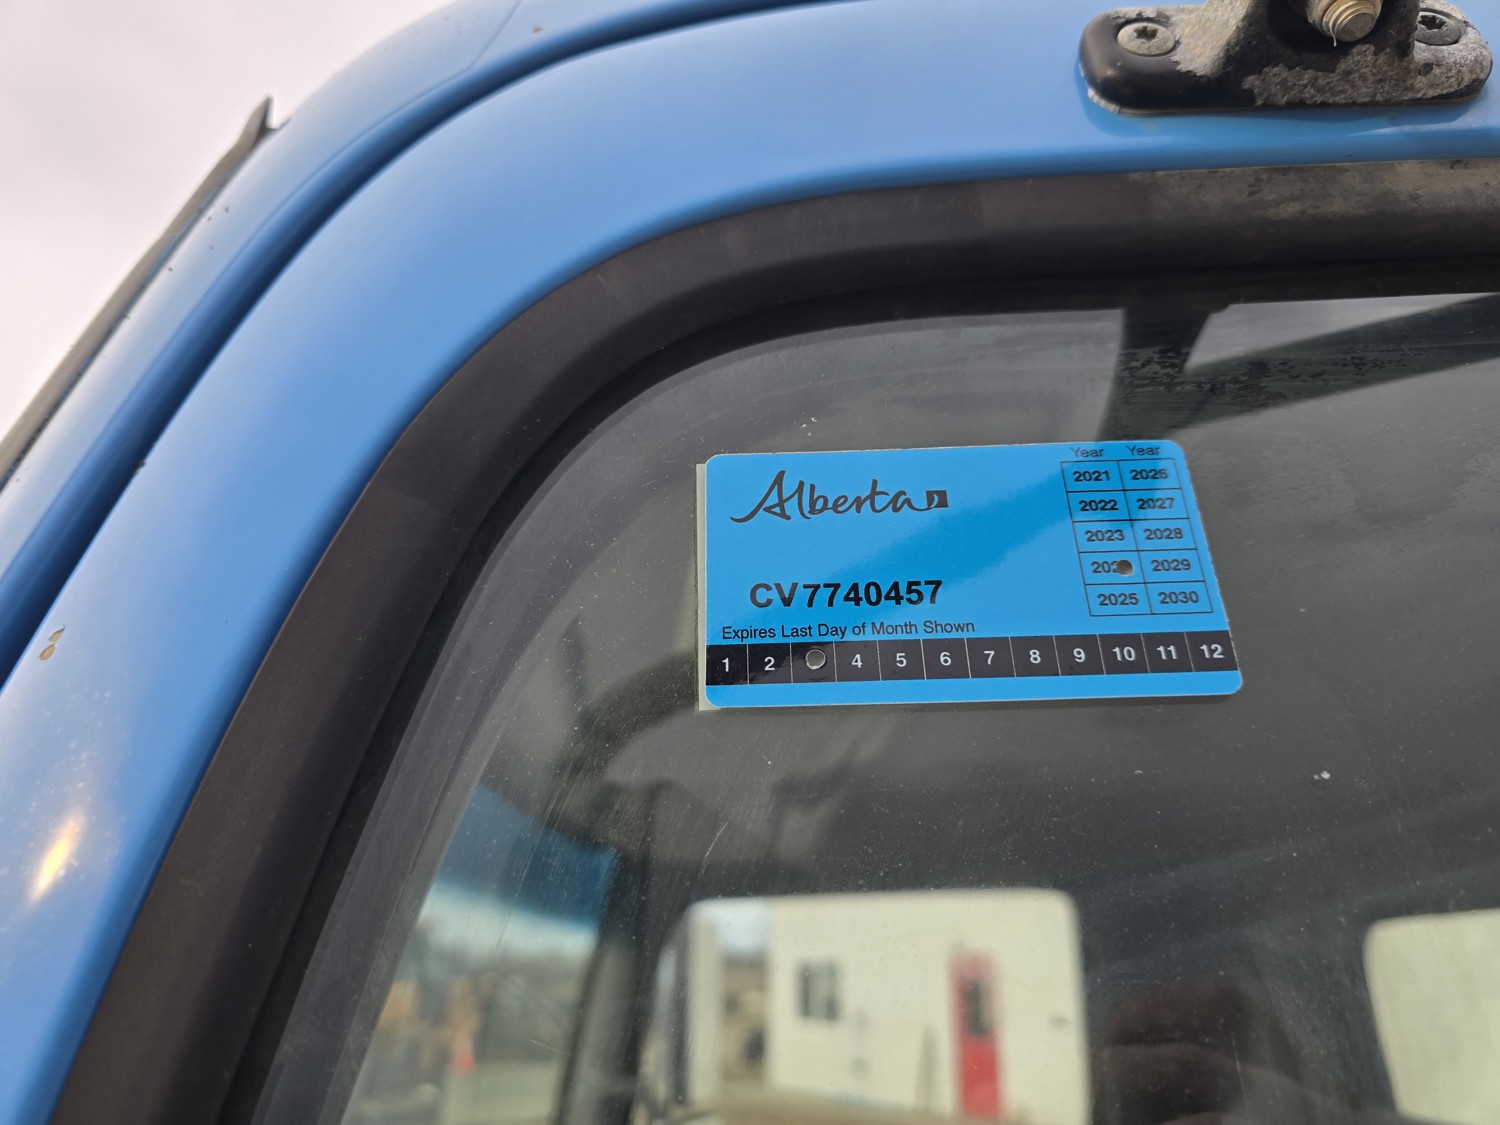 Alberta
Year Year
2021 2026
2022 2027
2023 2028
2029
2025 2030
CV7740457
Expires Last Day of Month Shown
1 2 4 5 6 7 8 9 10 11 12